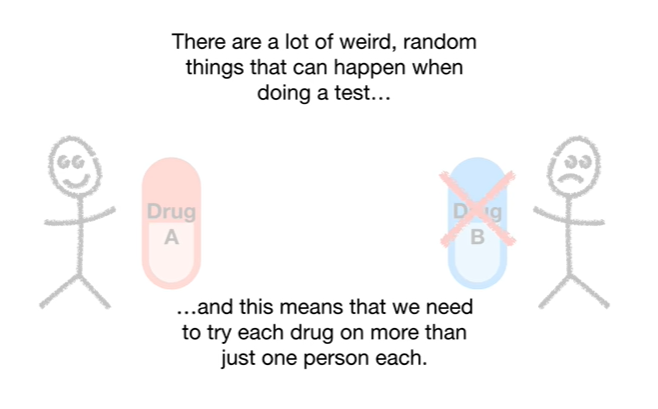 There are a lot of weird, random
things that can happen when
doing a test…
Drug
A
Drug
B
…and this means that we need
to try each drug on more than
just one person each.